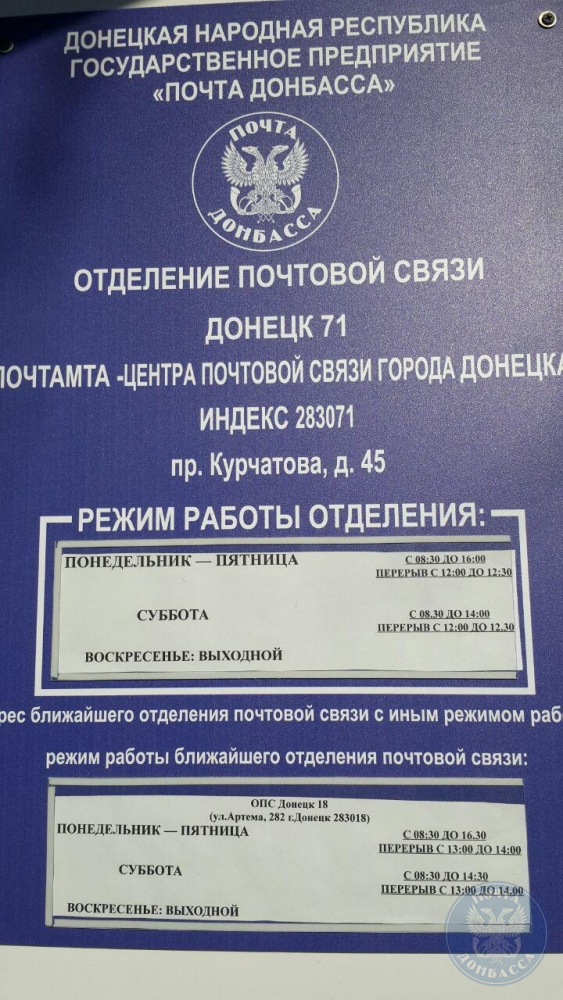 ДОНЕЦКАЯ НАРОДНАЯ РЕСПУБЛИКА
ГОСУДАРСТВЕННОЕ ПРЕДПРИЯТИЕ
«ПОЧТА ДОНБАССА»
ПОЧТА
ДОНБАССА
ОТДЕЛЕНИЕ ПОЧТОВОЙ СВЯЗИ
ДОНЕЦК 71
ПОЧТАМТА -ЦЕНТРА ПОЧТОВОЙ СВЯЗИ ГОРОДА ДОНЕЦКА
ИНДЕКС 283071
пр. Курчатова, д. 45
РЕЖИМ РАБОТЫ ОТДЕЛЕНИЯ:
ПОНЕДЕЛЬНИК — ПЯТНИЦА С 08:30 ДО 16:00
ПЕРЕРЫВ С 12:00 ДО 12:30
СУББОТА С 08.30 ДО 14:00
ПЕРЕРЫВ С 12:00 ДО 12.30
ВОСКРЕСЕНЬЕ: ВЫХОДНОЙ
рес ближайшего отделения почтовой связи с иным режимом раб
режим работы ближайшего отделения почтовой связи:
ОПС Донецк 18
(ул.Артема, 282 г.Донецк 283018)
ПОНЕДЕЛЬНИК — ПЯТНИЦА С 08:30 ДО 16.30
ПЕРЕРЫВ С 13:00 ДО 14:00
СУББОТА С 08:30 ДО 14:30
ПЕРЕРЫВ С 13:00 ДО 14.00
ВОСКРЕСЕНЬЕ: ВЫХОДНОЙ
ПОЧТА
ДОНБАССА